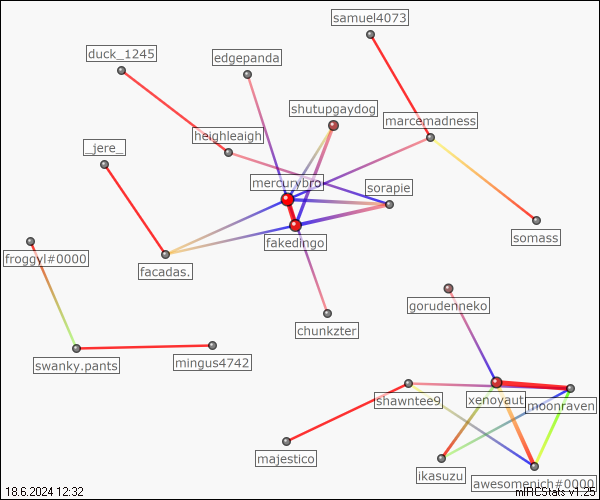 samuel4073
duck_1245
edgepanda
shutupgaydog
marcemadness
heighleaigh
_jere_
mercurybro
sorapie
somass
fakedingo
froggyl#0000
facadas.
gorudenneko
chunkzter
swanky.pants
mingus4742
shawntee9
xenoyaut
moonraven
majestico
ikasuzu
awesomenich#0000
18.6.2024 12:32
mIRCStats v1.25